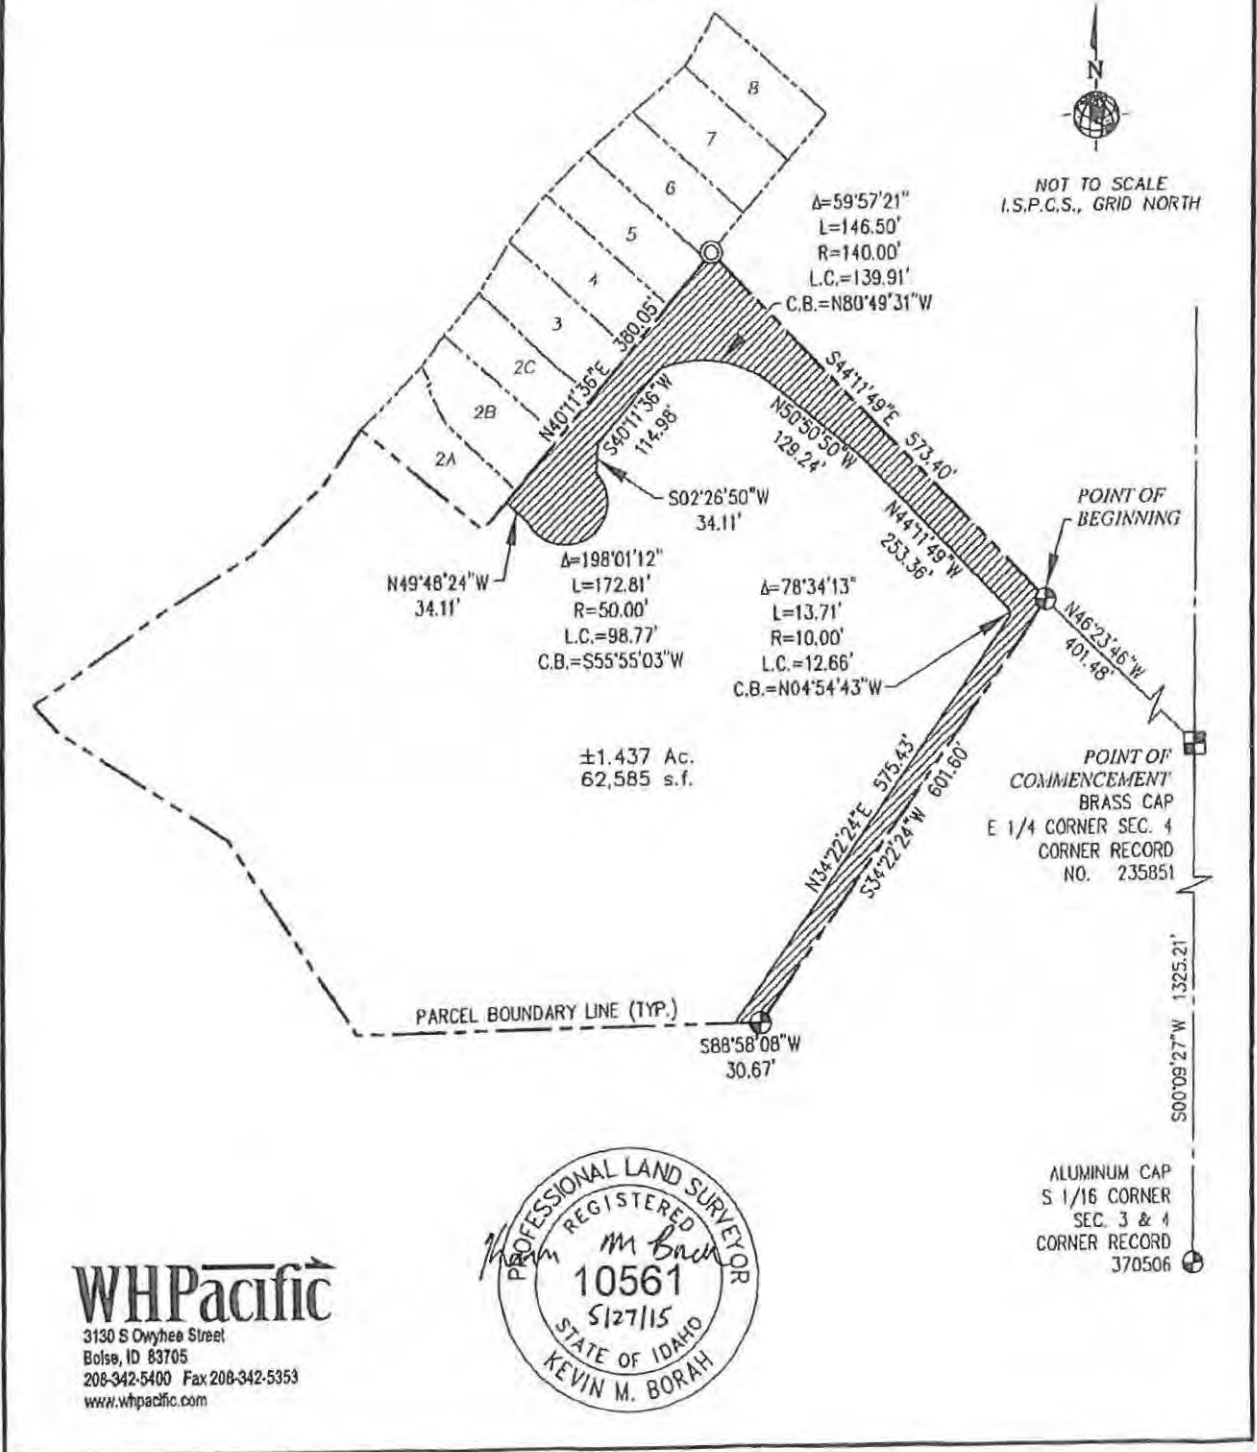 8
7
6
5
4
3
2C
2B
2A
N
NOT TO SCALE
I.S.P.C.S., GRID NORTH
Δ=59°57'21"
L=146.50'
R=140.00'
L.C.=139.91'
C.B.=N80°49'31"W
N40°11'36"E 380.05'
S40°11'36"W
114.98'
S44°11'49"E 573.40'
N50°50'50"W
129.24'
N44°11'49"W
253.36'
S02°26'50"W
34.11'
N49°48'24"W
34.11'
Δ=198°01'12"
L=172.81'
R=50.00'
L.C.=98.77'
C.B.=S55°55'03"W
Δ=78°34'13"
L=13.71'
R=10.00'
L.C.=12.66'
C.B.=N04°54'43"W
POINT OF
BEGINNING
N46°23'46"W
401.48'
±1.437 Ac.
62,585 s.f.
N34°22'24"E 575.43'
S34°22'24"W 601.60'
POINT OF
COMMENCEMENT
BRASS CAP
E 1/4 CORNER SEC. 4
CORNER RECORD
NO. 235851
S00°09'27"W 1325.21'
PARCEL BOUNDARY LINE (TYP.)
S88°58'08"W
30.67'
ALUMINUM CAP
S 1/16 CORNER
SEC. 3 & 4
CORNER RECORD
370506
PROFESSIONAL LAND SURVEYOR
REGISTERED
Kevin M Borah
10561
5/27/15
STATE OF IDAHO
KEVIN M. BORAH
WHPacific
3130 S Owyhee Street
Boise, ID 83705
208-342-5400 Fax 208-342-5353
www.whpacific.com